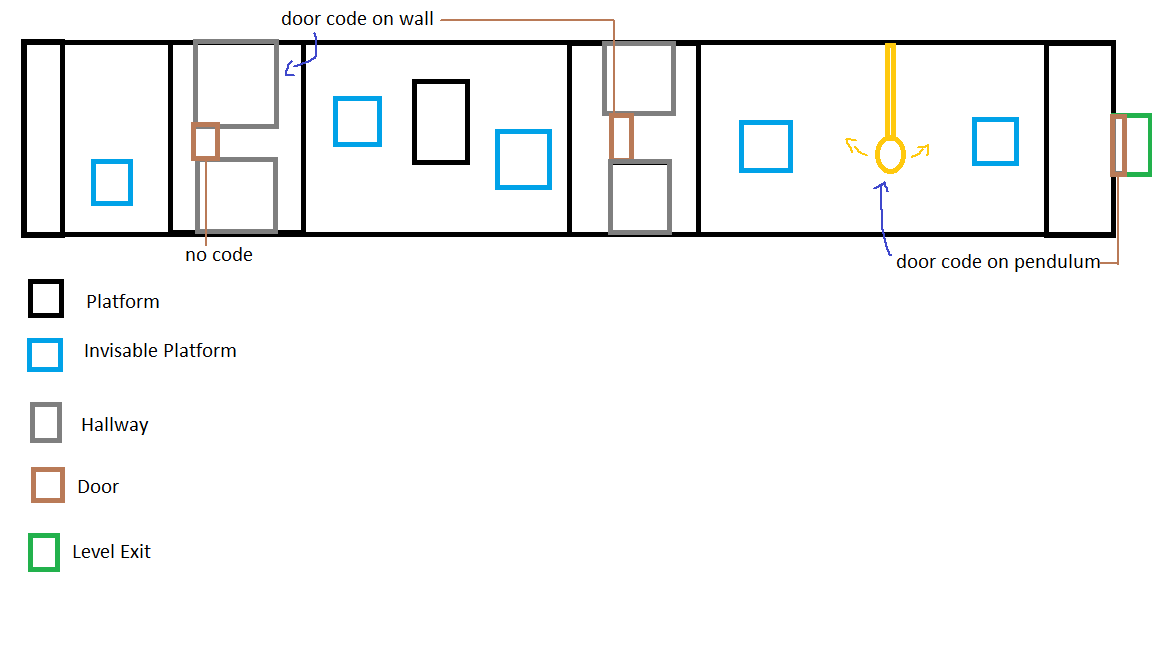 door code on wall
no code
door code on pendulum
Platform
Invisable Platform
Hallway
Door
Level Exit